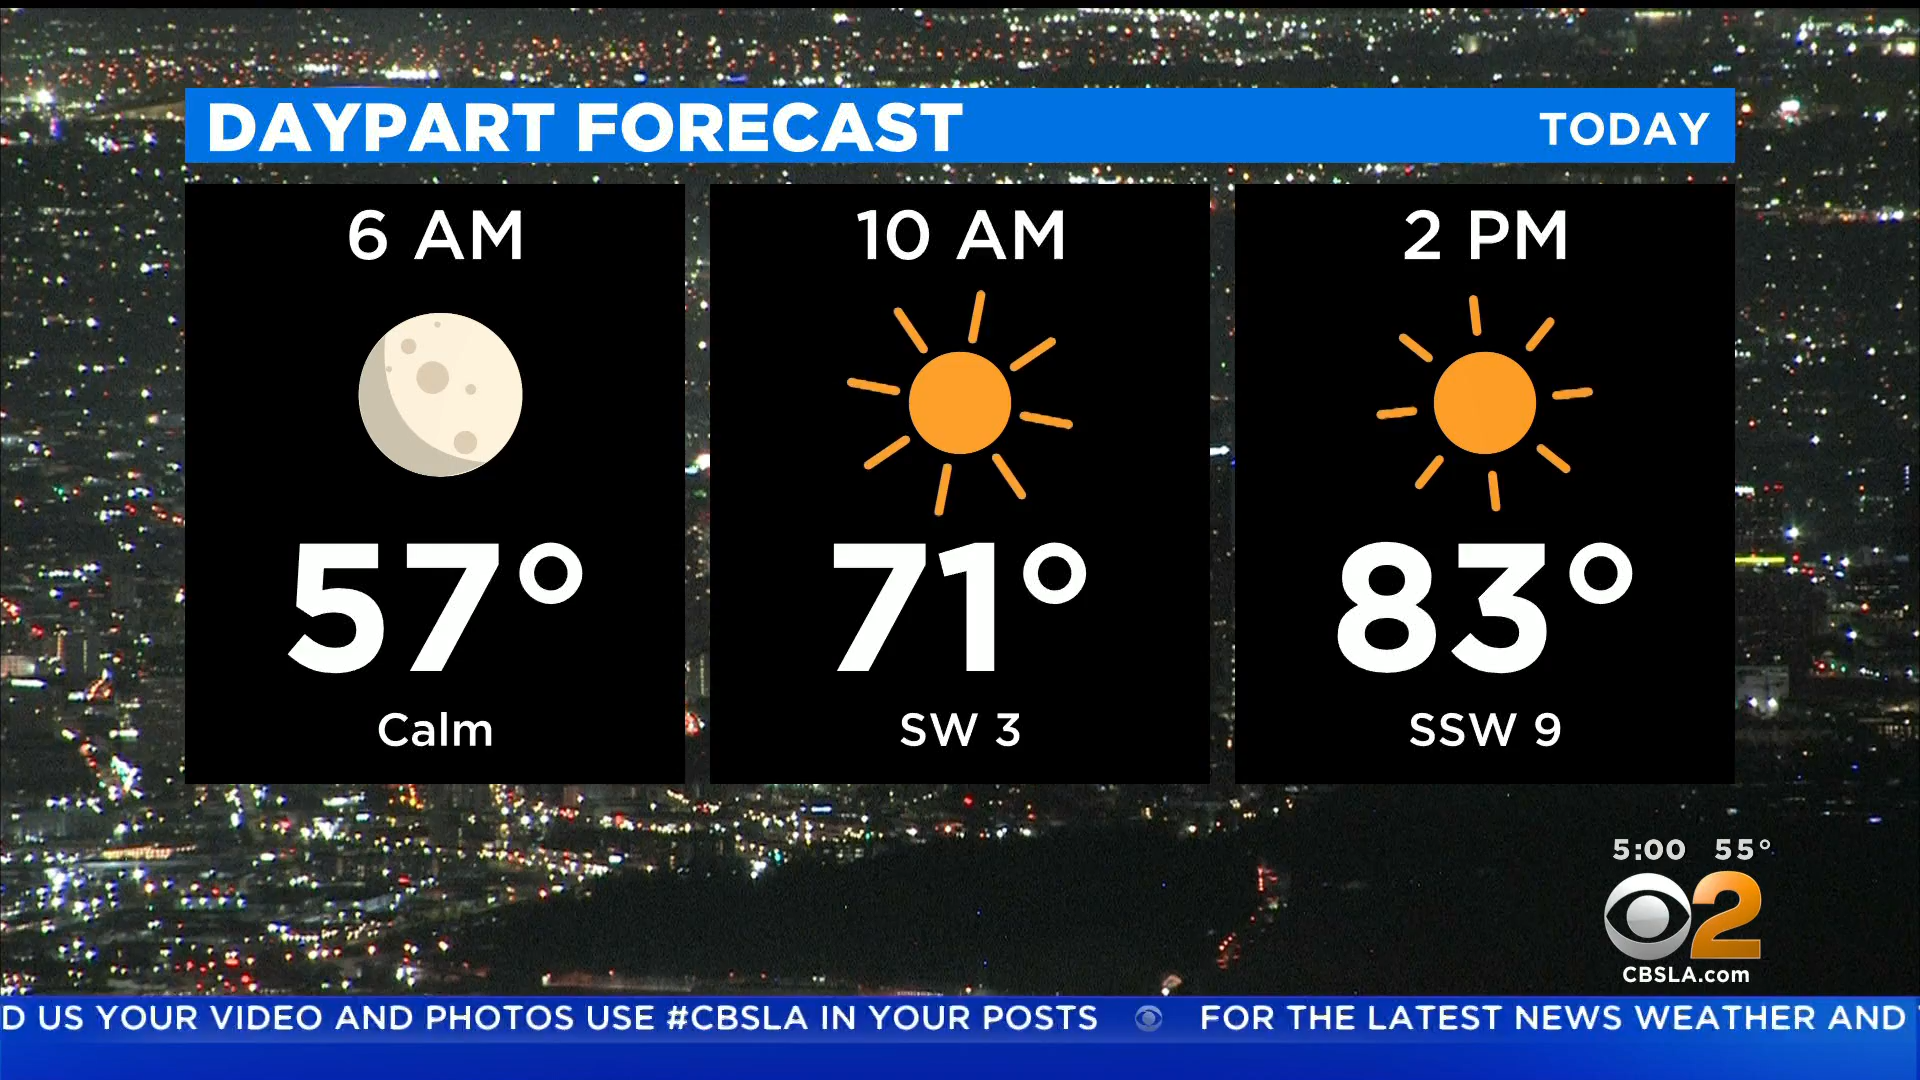 DAYPART FORECAST
TODAY
6 AM
57°
Calm
10 AM
71°
SW 3
2 PM
83°
SSW 9
5:00 55°
2
CBSLA.com
D US YOUR VIDEO AND PHOTOS USE #CBSLA IN YOUR POSTS FOR THE LATEST NEWS WEATHER AND